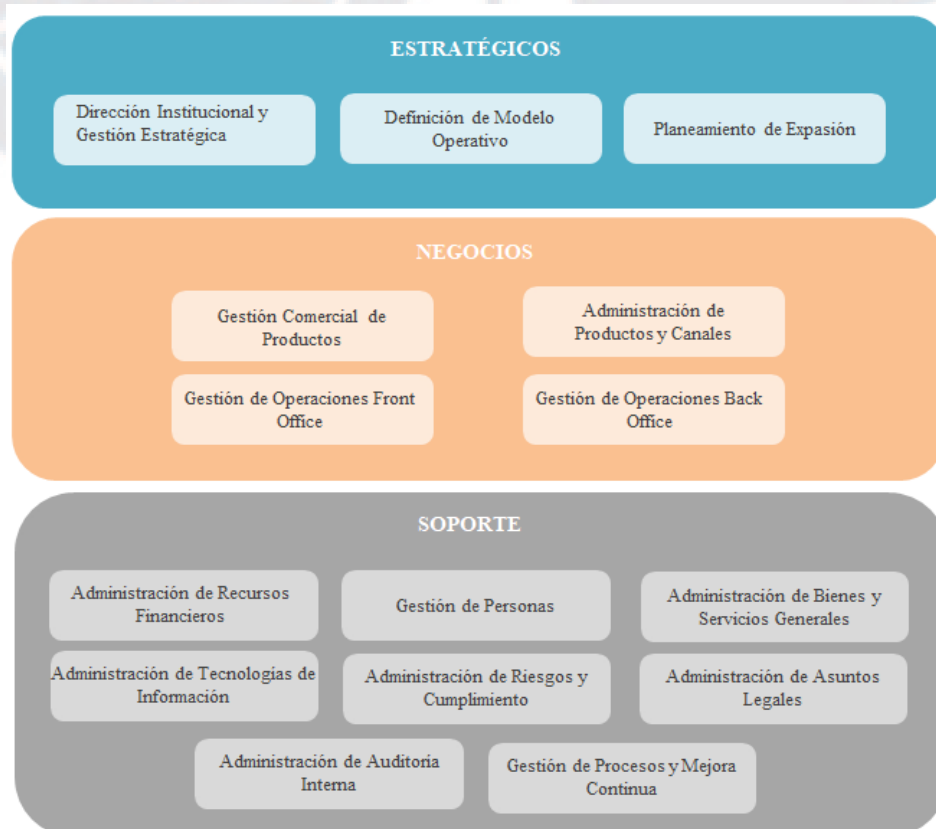 ESTRATÉGICOS
Dirección Institucional y
Gestión Estratégica
Definición de Modelo
Operativo
Planeamiento de Expasión
NEGOCIOS
Gestión Comercial de
Productos
Administración de
Productos y Canales
Gestión de Operaciones Front
Office
Gestión de Operaciones Back
Office
SOPORTE
Administración de Recursos
Financieros
Gestión de Personas
Administración de Bienes y
Servicios Generales
Administración de Tecnologías de
Información
Administración de Riesgos y
Cumplimiento
Administración de Asuntos
Legales
Administración de Auditoría
Interna
Gestión de Procesos y Mejora
Continua